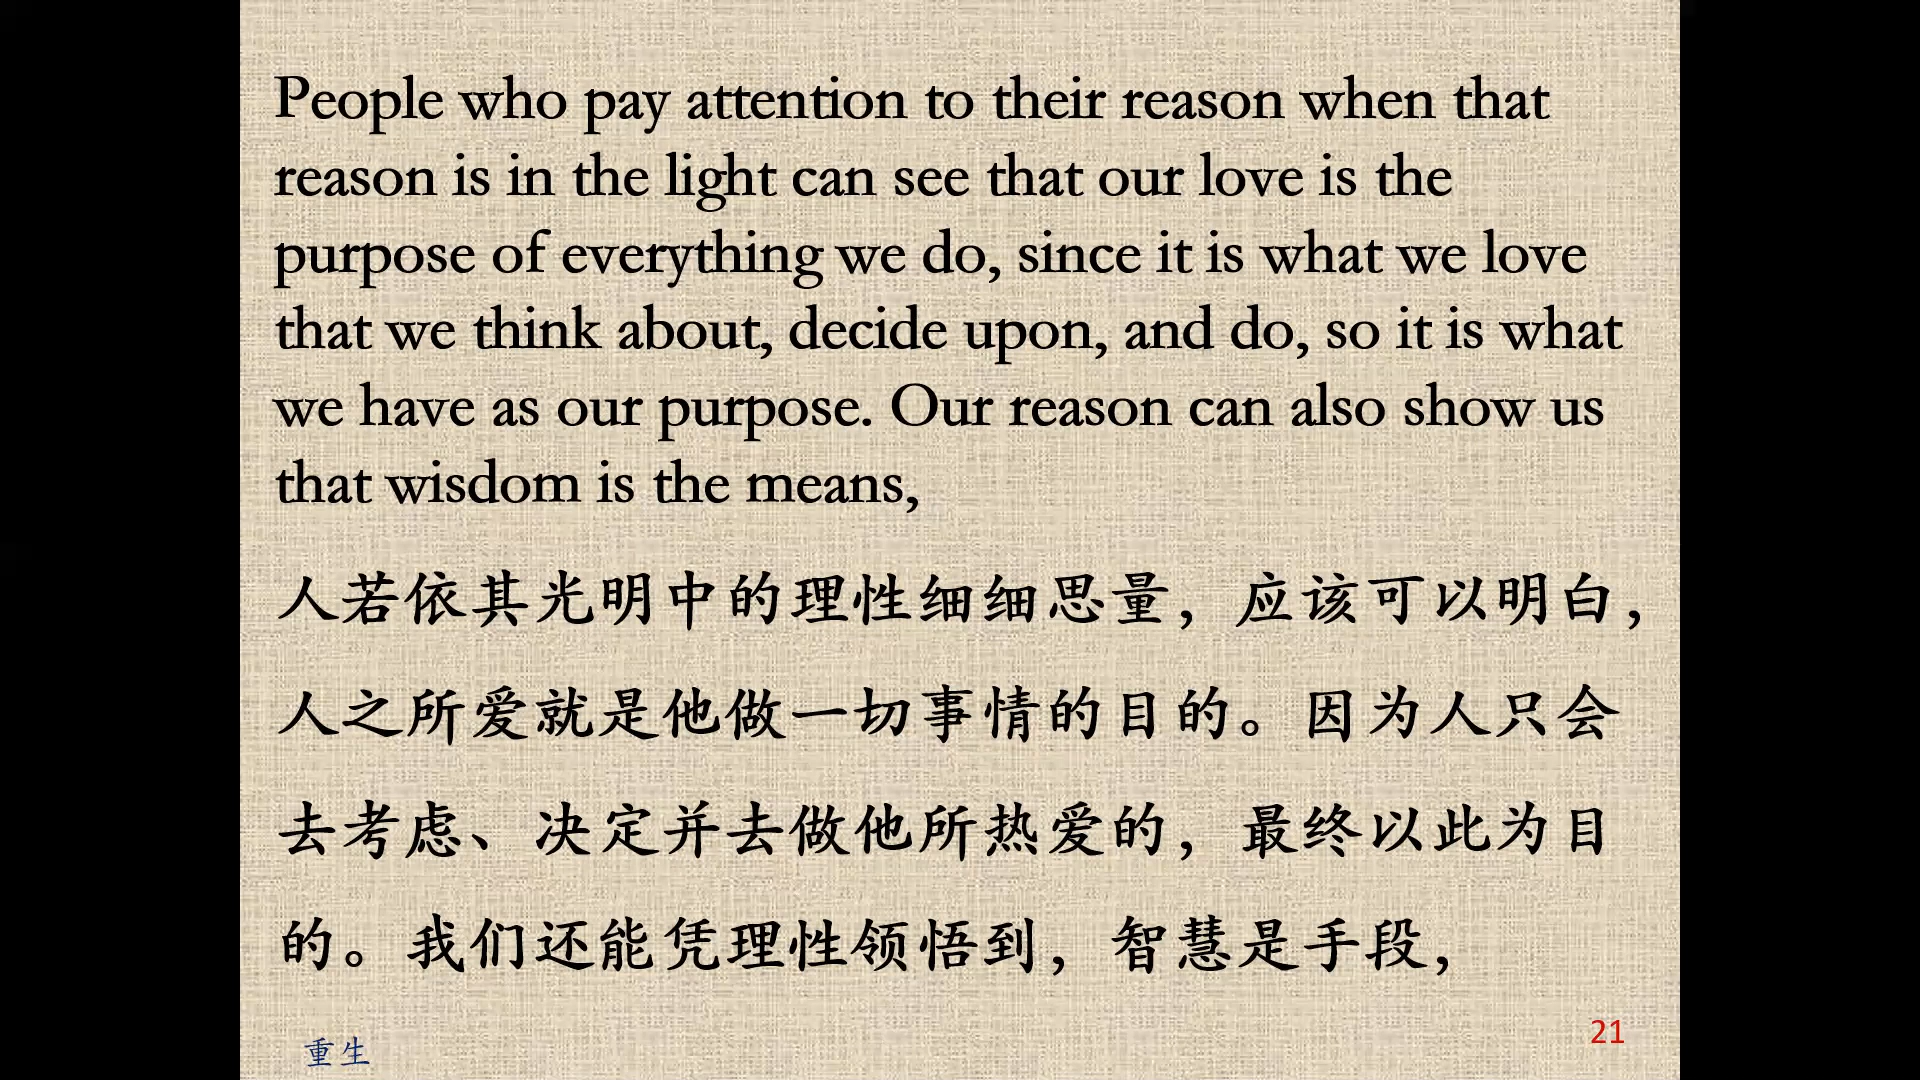 People who pay attention to their reason when that
reason is in the light can see that our love is the
purpose of everything we do, since it is what we love
that we think about, decide upon, and do, so it is what
we have as our purpose. Our reason can also show us
that wisdom is the means,
人若依其光明中的理性细细思量，应该可以明白，
人之所爱就是他做一切事情的目的。因为人只会
去考虑、决定并去做他所热爱的，最终以此为目
的。我们还能凭理性领悟到，智慧是手段，
重生
21